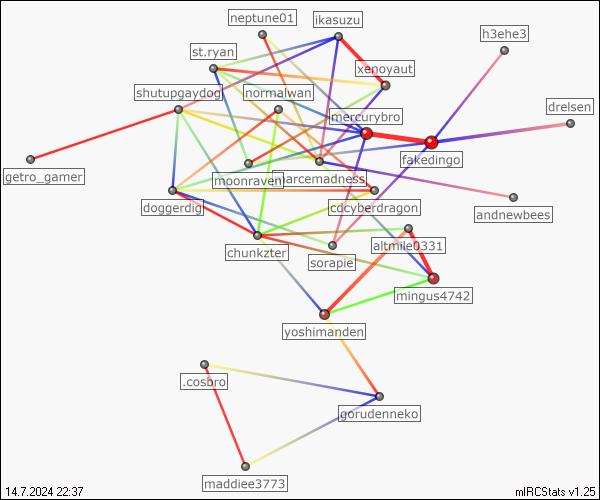 neptune01
ikasuzu
h3ehe3
st.ryan
xenoyaut
shutupgaydog
normalwan
drelsen
mercurybro
fakedingo
getro_gamer
moonraven
marcemadness
doggerdig
cdcyberdragon
andnewbees
altmile0331
chunkzter
sorapie
mingus4742
yoshimanden
.cosbro
gorudenneko
maddiee3773
14.7.2024 22:37
mIRCStats v1.25